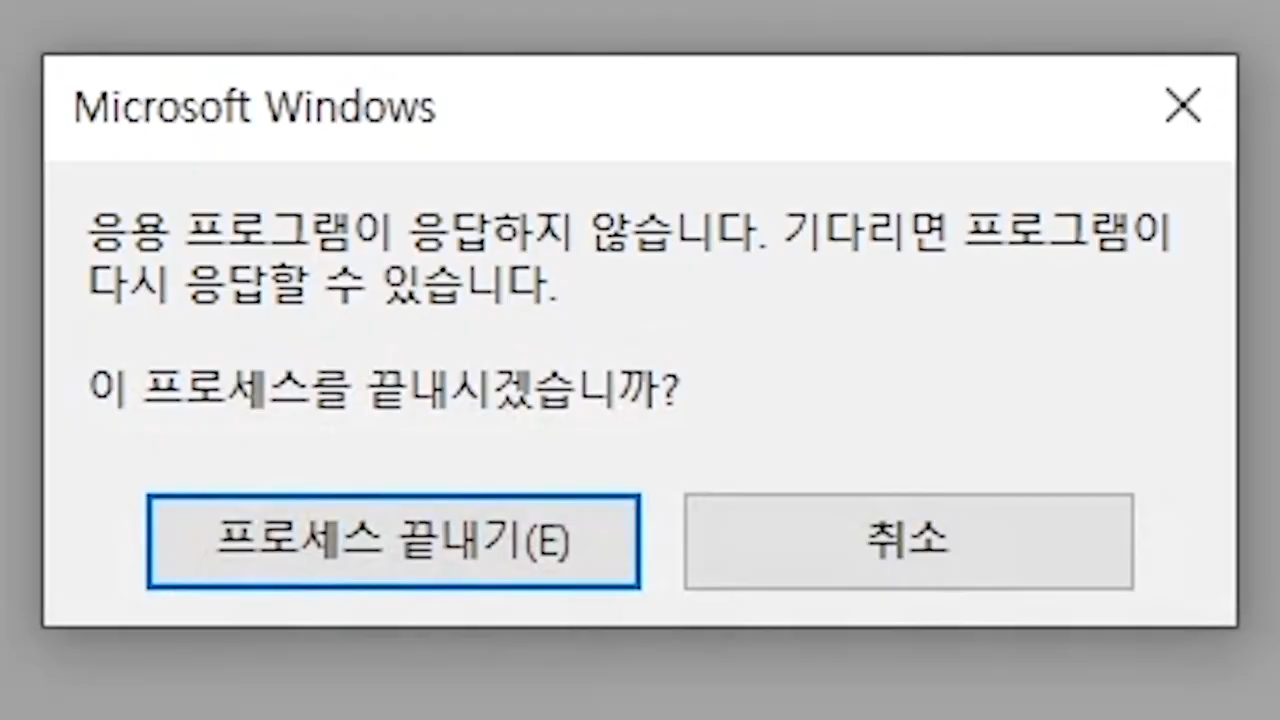 Microsoft Windows
응용 프로그램이 응답하지 않습니다. 기다리면 프로그램이
다시 응답할 수 있습니다.
이 프로세스를 끝내시겠습니까?
프로세스 끝내기(E)
취소